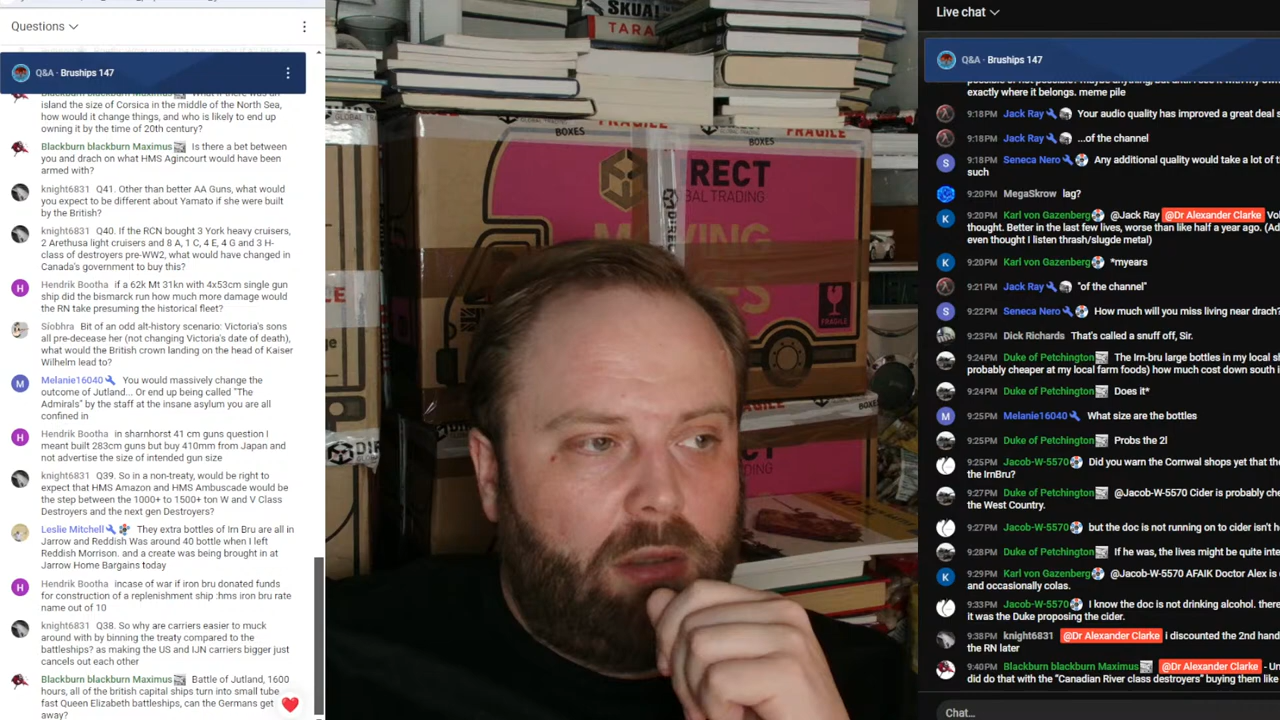 Questions
Q&A · Bruships 147
Blackburn blackburn Maximus What if there was an
island the size of Corsica in the middle of the North Sea,
how would it change things, and who is likely to end up
owning it by the time of 20th century?
Blackburn blackburn Maximus Is there a bet between
you and drach on what HMS Agincourt would have been
armed with?
knight6831 Q41. Other than better AA Guns, what would
you expect to be different about Yamato if she were built
by the British?
knight6831 Q40. If the RCN bought 3 York heavy cruisers,
2 Arethusa light cruisers and 8 A, 1 C, 4 E, 4 G and 3 H-
class of destroyers pre-WW2, what would have changed in
Canada's government to buy this?
Hendrik Bootha if a 62k Mt 31kn with 4x53cm single gun
ship did the bismarck run how much more damage would
the RN take presuming the historical fleet?
Síobhra Bit of an odd alt-history scenario: Victoria's sons
all pre-decease her (not changing Victoria's date of death),
what would the British crown landing on the head of Kaiser
Wilhelm lead to?
Melanie16040 You would massively change the
outcome of Jutland... Or end up being called "The
Admirals" by the staff at the insane asylum you are all
confined in
Hendrik Bootha in sharnhorst 41 cm guns question I
meant built 283cm guns but buy 410mm from Japan and
not advertise the size of intended gun size
knight6831 Q39. So in a non-treaty, would be right to
expect that HMS Amazon and HMS Ambuscade would be
the step between the 1000+ to 1500+ ton W and V Class
Destroyers and the next gen Destroyers?
Leslie Mitchell They extra bottles of Irn Bru are all in
Jarrow and Reddish Was around 40 bottle when I left
Reddish Morrison. and a create was being brought in at
Jarrow Home Bargains today
Hendrik Bootha incase of war if iron bru donated funds
for construction of a replenishment ship :hms iron bru rate
name out of 10
knight6831 Q38. So why are carriers easier to muck
around with by binning the treaty compared to the
battleships? as making the US and IJN carriers bigger just
cancels out each other
Blackburn blackburn Maximus Battle of Jutland, 1600
hours, all of the british capital ships turn into small tube
fast Queen Elizabeth battleships, can the Germans get
away?
SKUA
TARA
GLOBAL
TRADING
BOXES
FRAGILE
BOXES
FRAGILE
RECT
BAL TRADING
MOVING
FRAGILE
Live chat
Q&A · Bruships 147
exactly where it belongs. meme pile
9:18PM Jack Ray Your audio quality has improved a great deal
9:18PM Jack Ray ...of the channel
9:18PM Seneca Nero Any additional quality would take a lot of
such
9:20PM MegaSkrow lag?
9:20PM Karl von Gazenberg @Jack Ray @Dr Alexander Clarke
thought. Better in the last few lives, worse than like half a year ago.
even thought I listen thrash/slugde metal)
9:20PM Karl von Gazenberg *myears
9:21PM Jack Ray "of the channel"
9:22PM Seneca Nero How much will you miss living near drach?
9:23PM Dick Richards That's called a snuff off, Sir.
9:24PM Duke of Petchington The Irn-bru large bottles in my local
probably cheaper at my local farm foods) how much cost down south
9:24PM Duke of Petchington Does it*
9:25PM Melanie16040 What size are the bottles
9:25PM Duke of Petchington Probs the 2l
9:25PM Jacob-W-5570 Did you warn the Cornwal shops yet that
the IrnBru?
9:27PM Duke of Petchington @Jacob-W-5570 Cider is probably
the West Country.
9:27PM Duke of Petchington but the doc is not running on to cider isn't
9:28PM Duke of Petchington If he was, the lives might be quite
9:29PM Karl von Gazenberg @Jacob-W-5570 AFAIK Doctor Alex is
and occasionally colas.
9:33PM Jacob-W-5570 I know the doc is not drinking alcohol.
it was the Duke proposing the cider.
9:38PM knight6831 @Dr Alexander Clarke i discounted the 2nd
the RN later
9:40PM Blackburn blackburn Maximus @Dr Alexander Clarke
did do that with the "Canadian River class destroyers" buying them like
Chat...